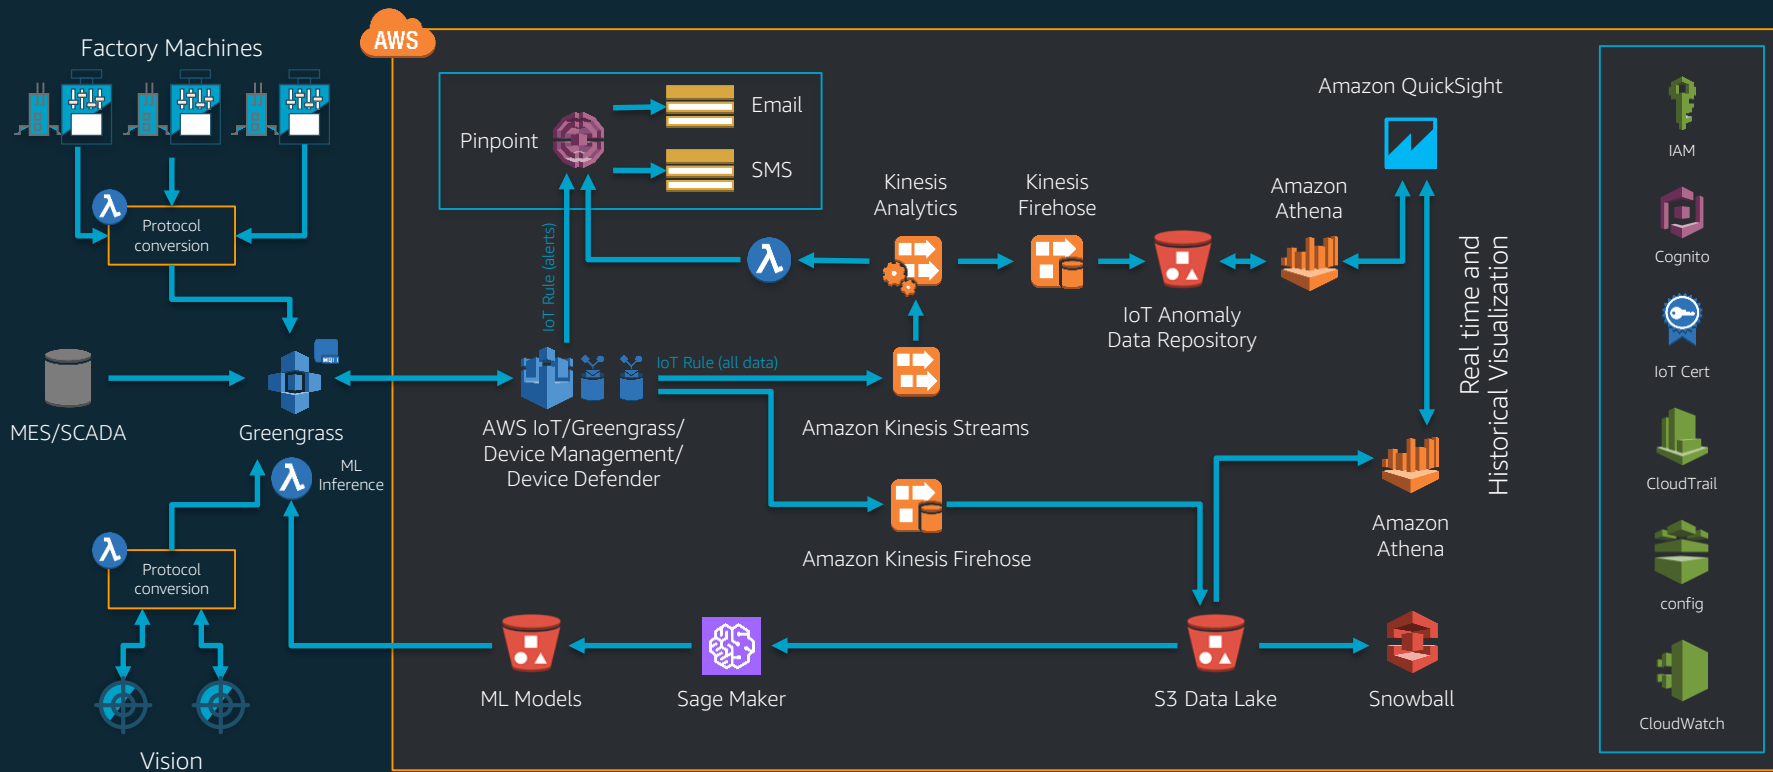 Factory Machines
AWS
Protocol
conversion
MES/SCADA
Greengrass
ML
Inference
Protocol
conversion
Vision
Pinpoint
Email
SMS
IoT Rule (alerts)
IoT Rule (all data)
AWS IoT/Greengrass/
Device Management/
Device Defender
Kinesis
Analytics
Kinesis
Firehose
IoT Anomaly
Data Repository
Amazon
Athena
Amazon QuickSight
Real time and
Historical Visualization
Amazon Kinesis Streams
Amazon Kinesis Firehose
Amazon
Athena
ML Models
Sage Maker
S3 Data Lake
Snowball
IAM
Cognito
IoT Cert
CloudTrail
config
CloudWatch